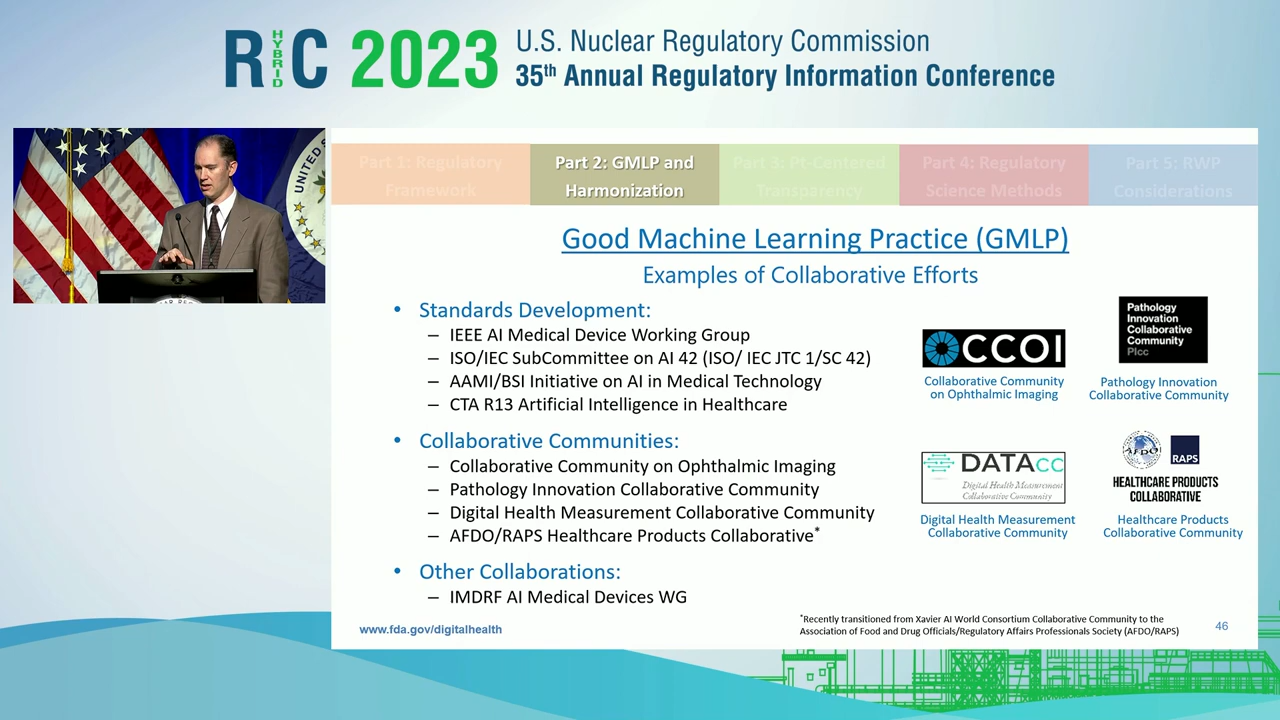 RIC 2023
HYBRID
U.S. Nuclear Regulatory Commission
35th Annual Regulatory Information Conference
UNITED
Part 1: Regulatory
Framework
Part 2: GMLP and
Harmonization
Part 3: Pt-Centered
Transparency
Part 4: Regulatory
Science Methods
Part 5: RWP
Considerations
Good Machine Learning Practice (GMLP)
Examples of Collaborative Efforts
• Standards Development:
– IEEE AI Medical Device Working Group
– ISO/IEC SubCommittee on AI 42 (ISO/ IEC JTC 1/SC 42)
– AAMI/BSI Initiative on AI in Medical Technology
– CTA R13 Artificial Intelligence in Healthcare
• Collaborative Communities:
– Collaborative Community on Ophthalmic Imaging
– Pathology Innovation Collaborative Community
– Digital Health Measurement Collaborative Community
– AFDO/RAPS Healthcare Products Collaborative*
• Other Collaborations:
– IMDRF AI Medical Devices WG
CCOI
Collaborative Community
on Ophthalmic Imaging
Pathology
Innovation
Collaborative
Community
PIcc
Pathology Innovation
Collaborative Community
DATAcc
Digital Health Measurement
Collaborative Community
Digital Health Measurement
Collaborative Community
AFDO
RAPS
HEALTHCARE PRODUCTS
COLLABORATIVE
Healthcare Products
Collaborative Community
*Recently transitioned from Xavier AI World Consortium Collaborative Community to the
Association of Food and Drug Officials/Regulatory Affairs Professionals Society (AFDO/RAPS)
www.fda.gov/digitalhealth
46